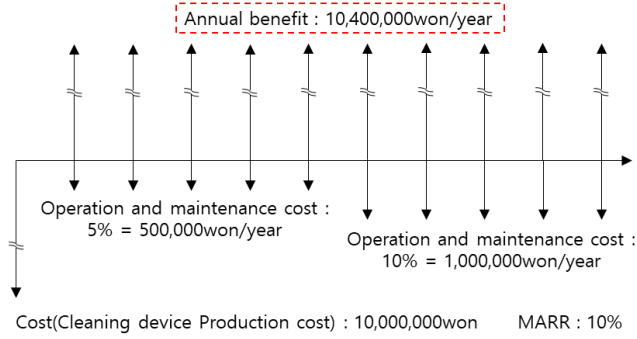 Annual benefit : 10,400,000won/year
Operation and maintenance cost :
5% = 500,000won/year
Operation and maintenance cost :
10% = 1,000,000won/year
Cost(Cleaning device Production cost) : 10,000,000won MARR : 10%